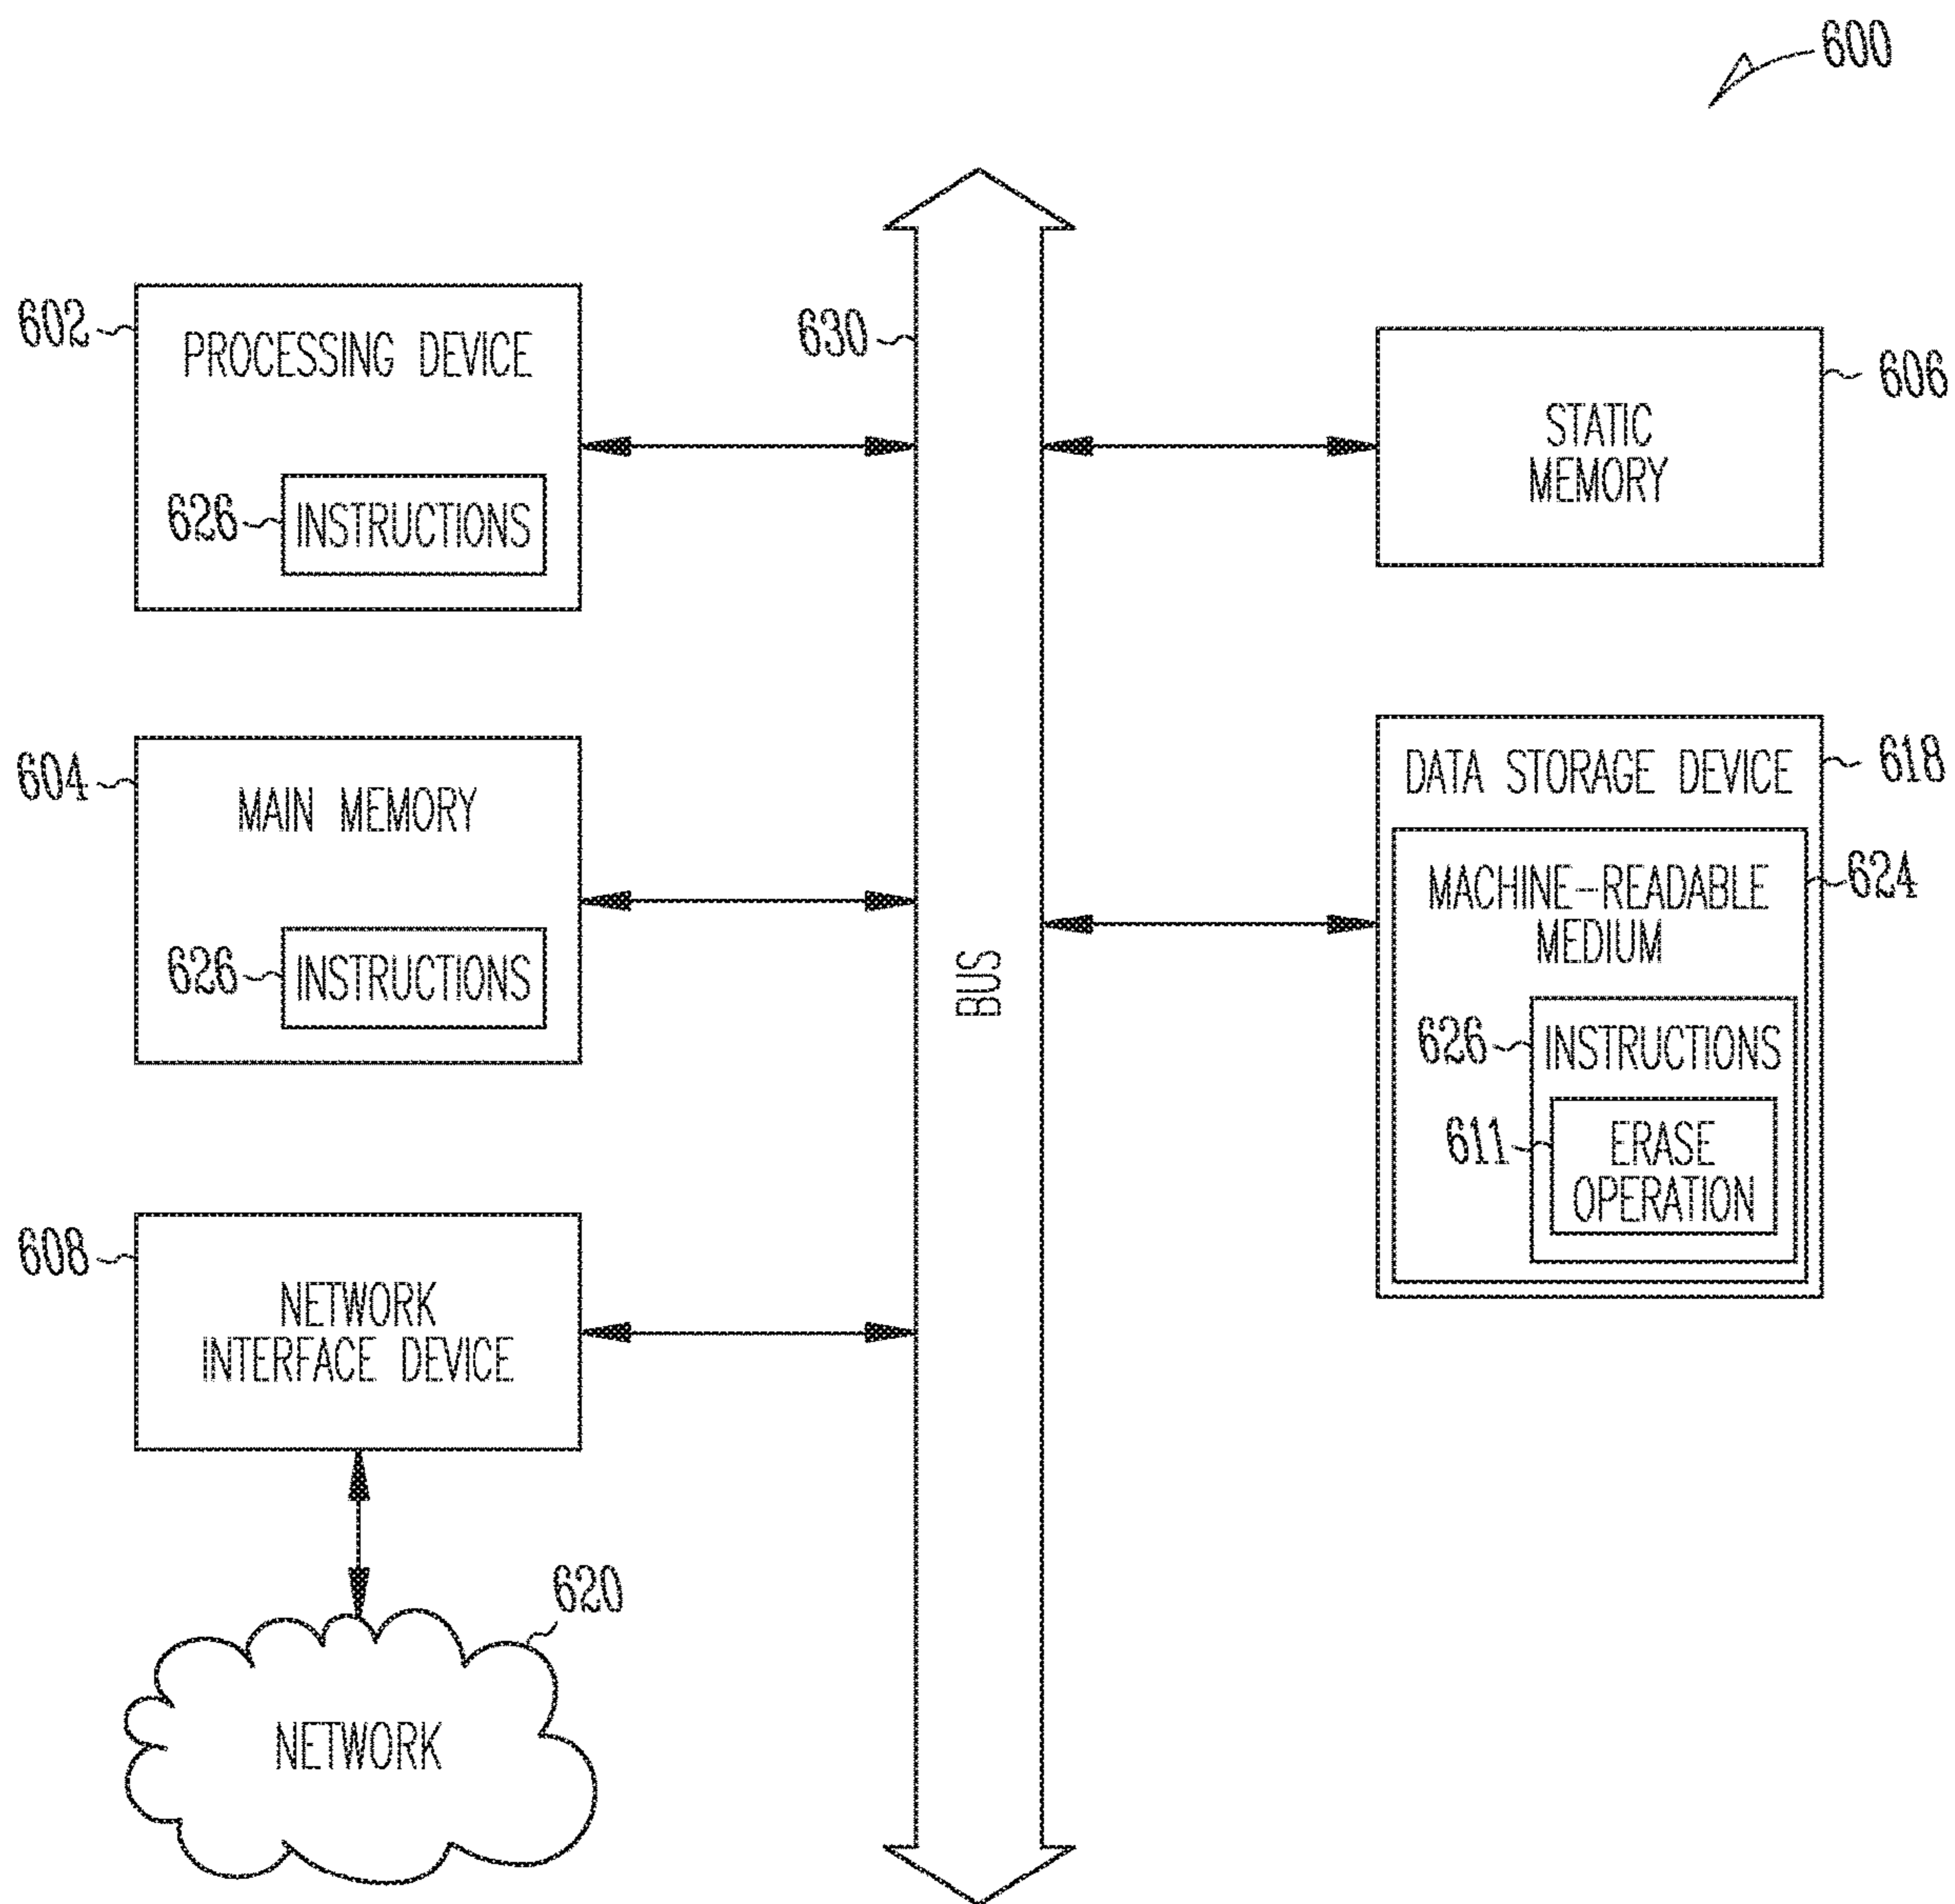 600
602
PROCESSING DEVICE
626
INSTRUCTIONS
604
MAIN MEMORY
626
INSTRUCTIONS
608
NETWORK
INTERFACE DEVICE
620
NETWORK
630
BUS
606
STATIC
MEMORY
618
DATA STORAGE DEVICE
624
MACHINE-READABLE
MEDIUM
626
INSTRUCTIONS
611
ERASE
OPERATION